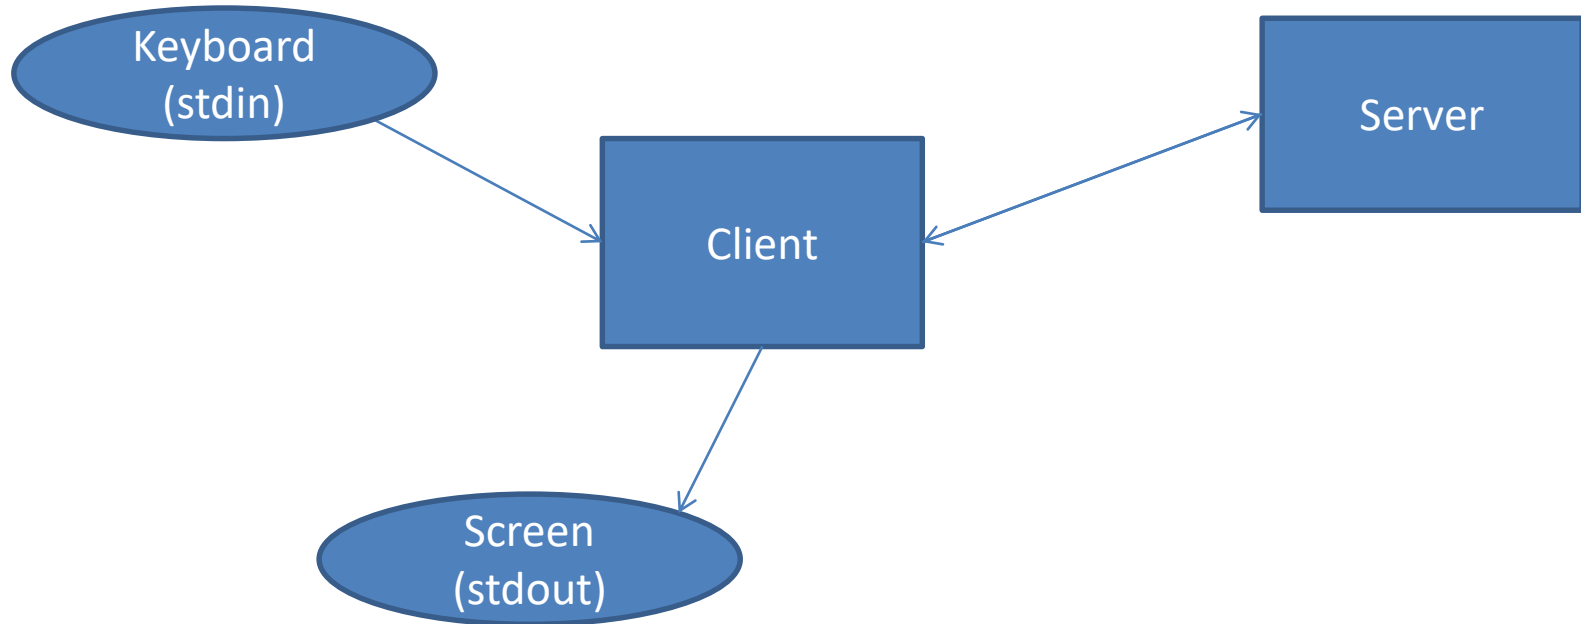 Keyboard
(stdin)
Server
Client
Screen
(stdout)